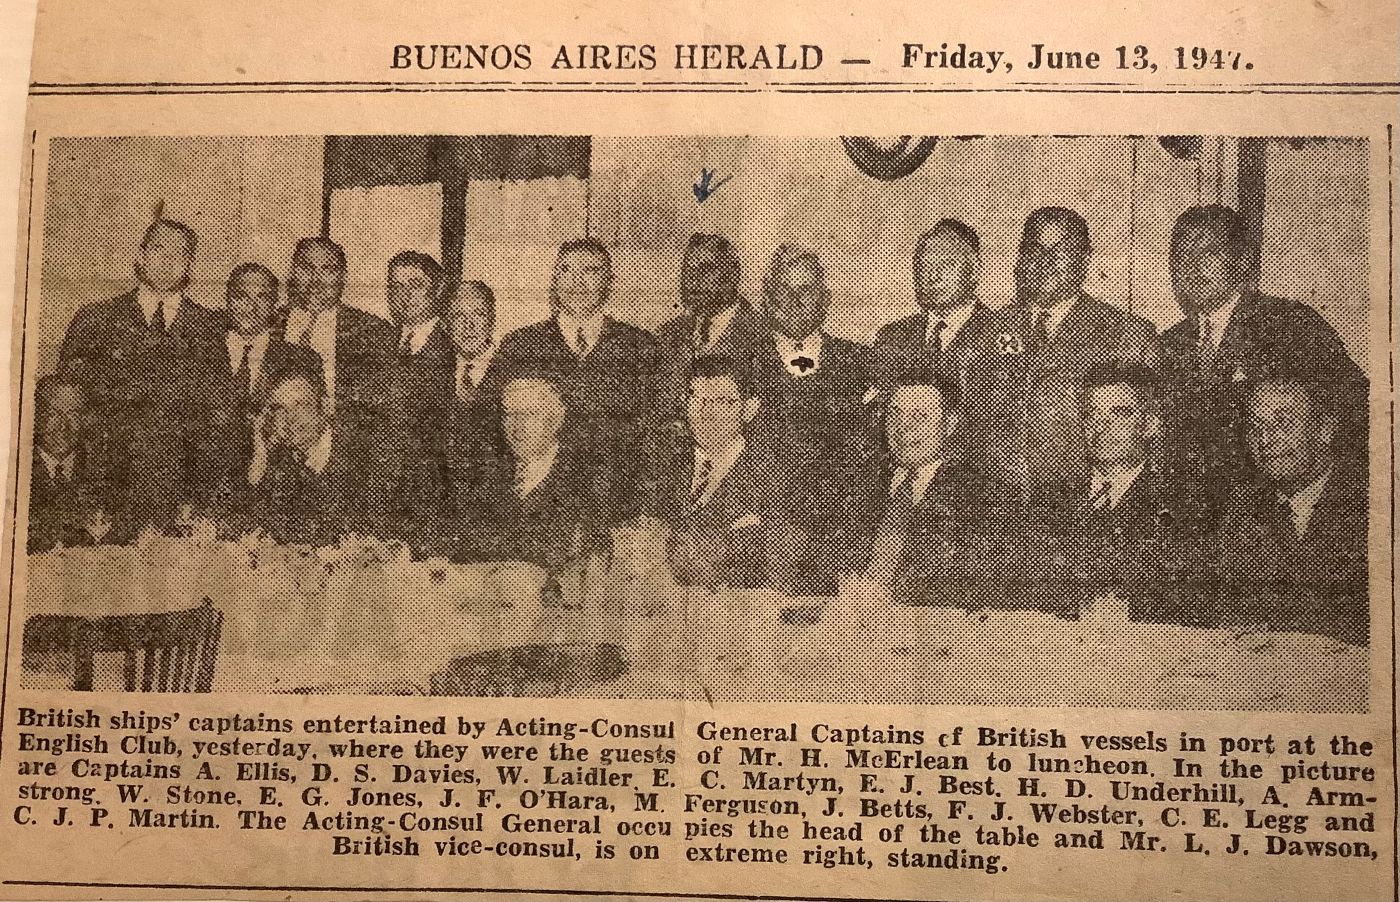 BUENOS AIRES HERALD — Friday, June 13, 1947.
British ships' captains entertained by Acting-Consul General Captains of British vessels in port at the
English Club, yesterday, where they were the guests of Mr. H. McErlean to luncheon. In the picture
are Captains A. Ellis, D. S. Davies, W. Laidler, E. C. Martyn, E. J. Best. H. D. Underhill, A. Arm-
strong. W. Stone, E. G. Jones, J. F. O'Hara, M. Ferguson, J. Betts, F. J. Webster, C. E. Legg and
C. J. P. Martin. The Acting-Consul General occu pies the head of the table and Mr. L. J. Dawson,
British vice-consul, is on extreme right, standing.